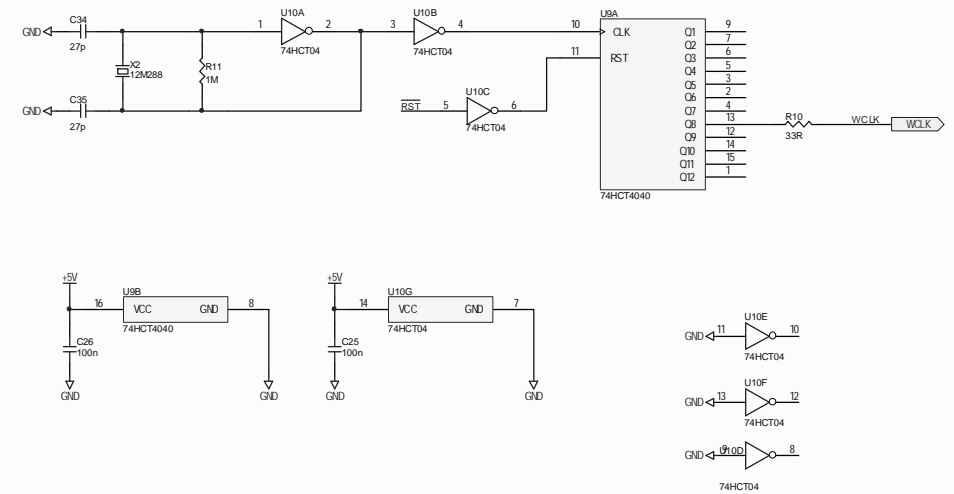 C34
GND
27p
X2
12M288
R11
1M
C35
GND
27p
1
U10A
2
74HCT04
3
U10B
4
74HCT04
RST
5
U10C
6
74HCT04
U9A
10
CLK
11
RST
Q1
9
Q2
7
Q3
6
Q4
5
Q5
3
Q6
2
Q7
4
Q8
13
Q9
12
Q10
14
Q11
15
Q12
1
74HCT4040
R10
33R
WCLK
WCLK
+5V
U9B
16
VCC
GND
8
74HCT4040
C26
100n
GND
GND
+5V
U10G
14
VCC
GND
7
74HCT04
C25
100n
GND
GND
U10E
GND
11
10
74HCT04
U10F
GND
13
12
74HCT04
U10D
GND
9
8
74HCT04